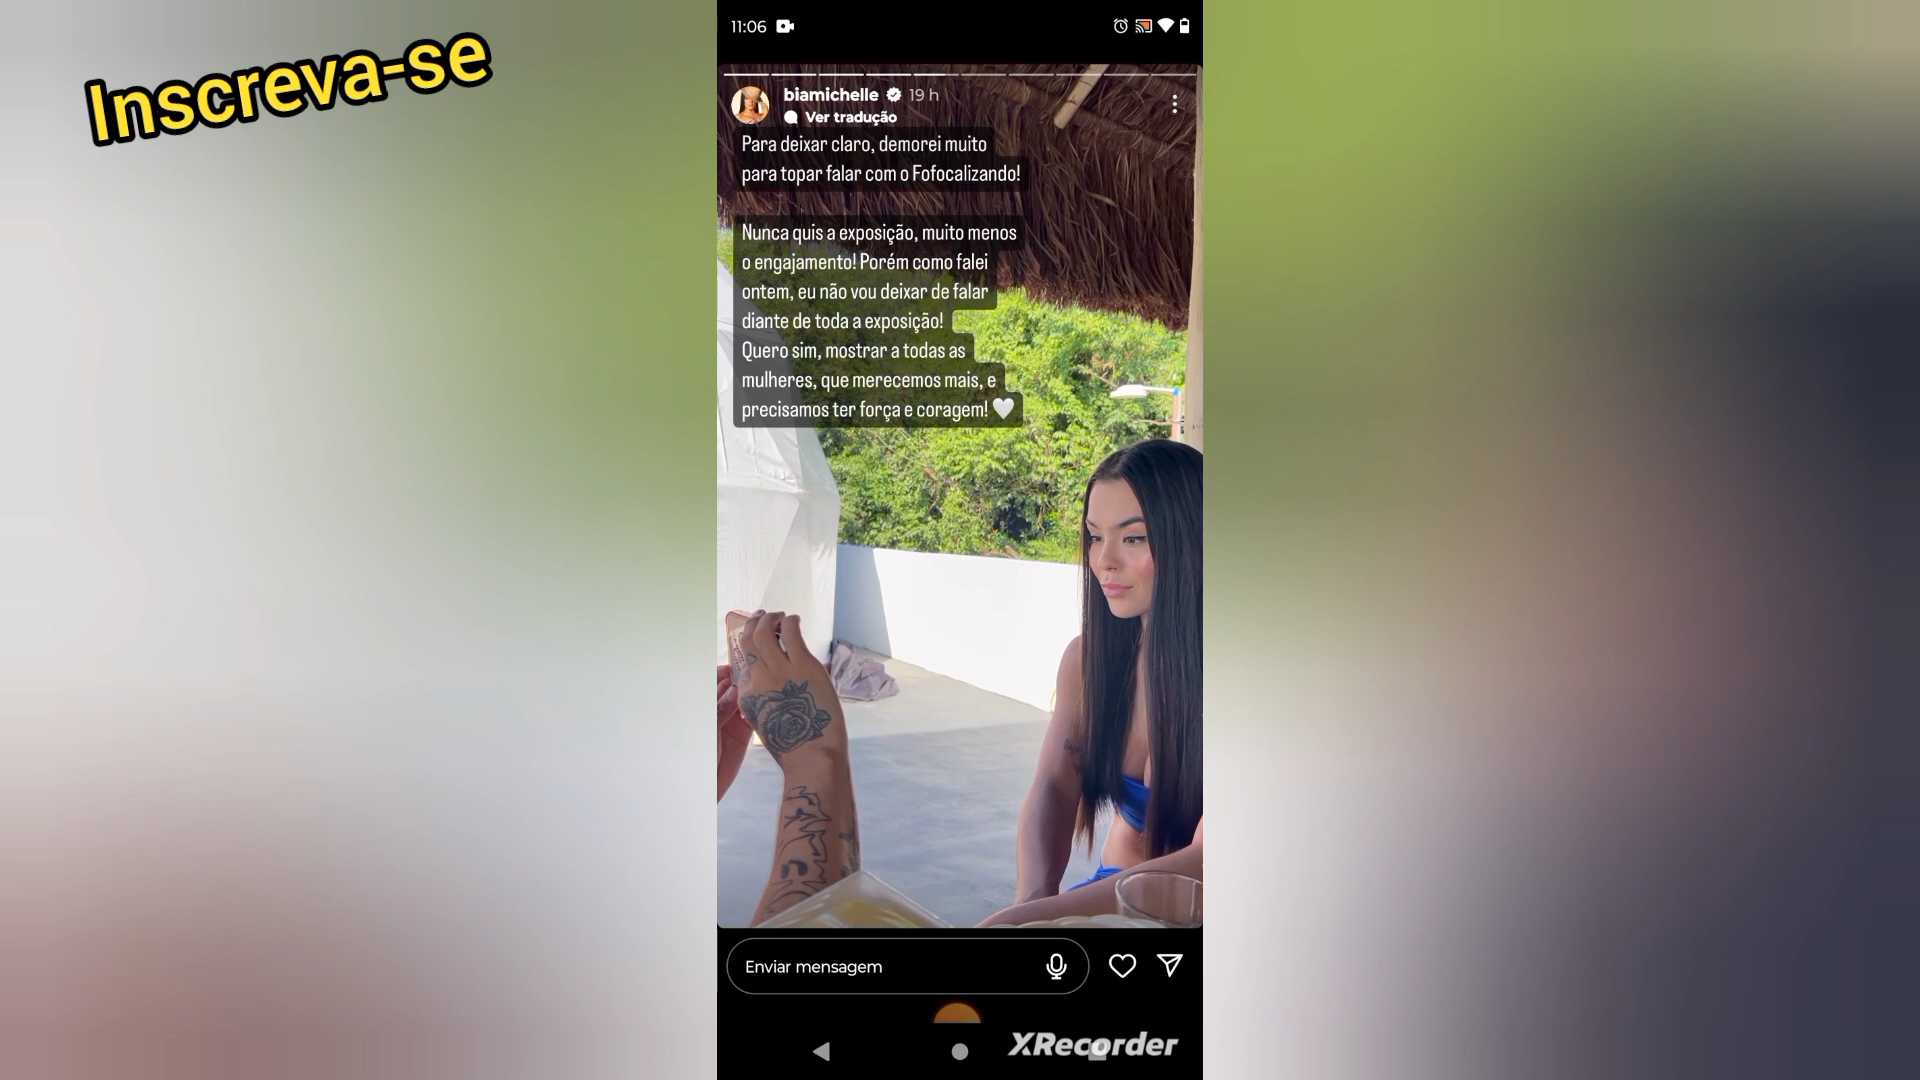 Inscreva-se
11:06
biamichelle 19 h
Ver tradução
Para deixar claro, demorei muito
para topar falar com o Fofocalizando!
Nunca quis a exposição, muito menos
o engajamento! Porém como falei
ontem, eu não vou deixar de falar
diante de toda a exposição!
Quero sim, mostrar a todas as
mulheres, que merecemos mais, e
precisamos ter força e coragem! 🤍
Enviar mensagem
XRecorder